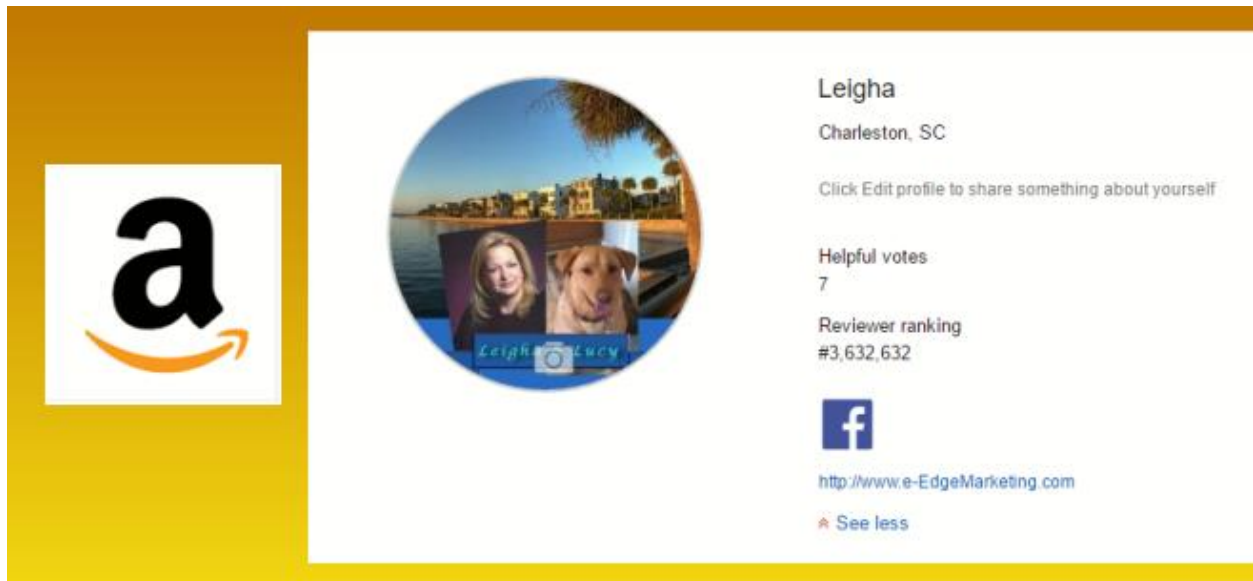 a
Leigha
Charleston, SC
Click Edit profile to share something about yourself
Helpful votes
7
Reviewer ranking
#3,632,632
Leigha
Lucy
f
http://www.e-EdgeMarketing.com
See less